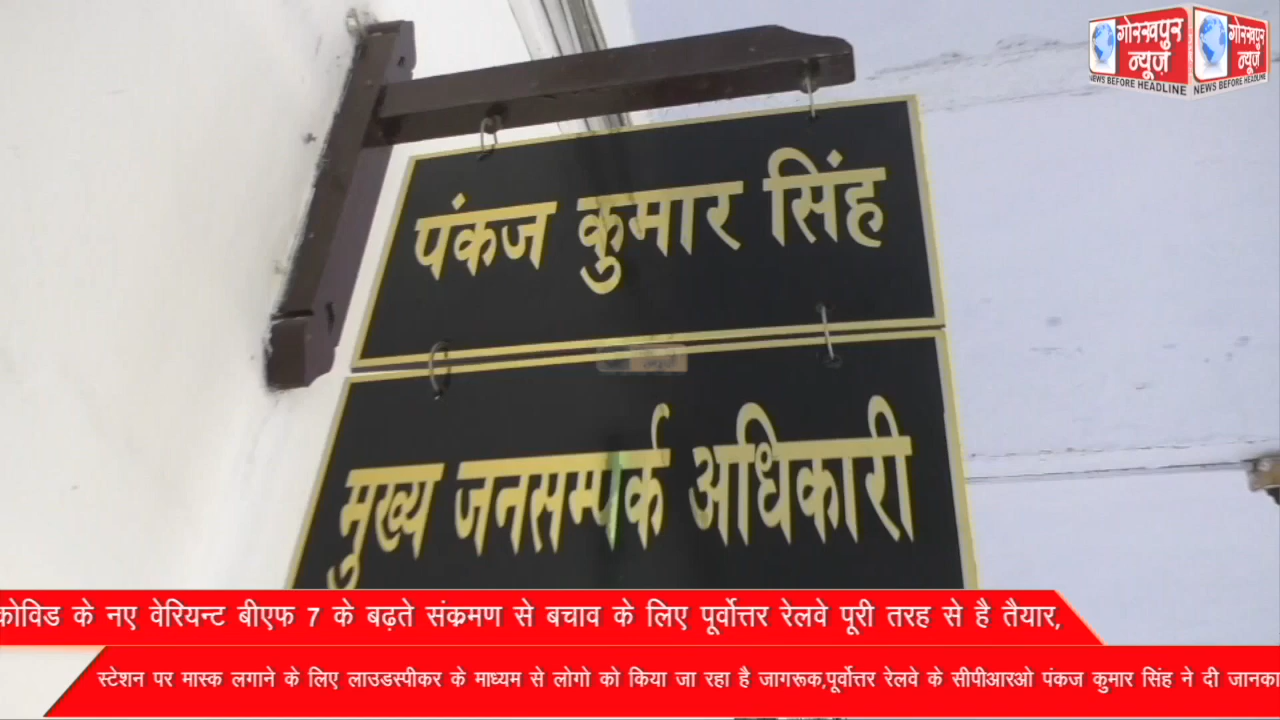 गोरखपुर गोरखपुर
न्यूज़ न्यूज़
NEWS BEFORE HEADLINE NEWS BEFORE HEADLINE
पंकज कुमार सिंह
मुख्य जनसम्पर्क अधिकारी
कोविड के नए वेरियन्ट बीएफ 7 के बढ़ते संक्रमण से बचाव के लिए पूर्वोत्तर रेलवे पूरी तरह से है तैयार,
स्टेशन पर मास्क लगाने के लिए लाउडस्पीकर के माध्यम से लोगो को किया जा रहा है जागरूक,पूर्वोत्तर रेलवे के सीपीआरओ पंकज कुमार सिंह ने दी जानका